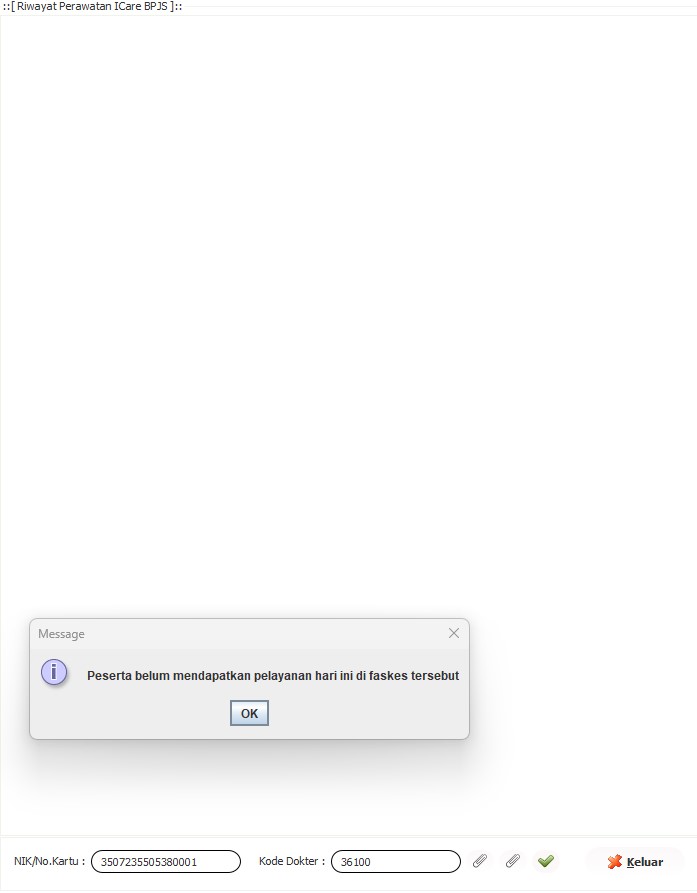 ::[ Riwayat Perawatan ICare BPJS ]::
Message
Peserta belum mendapatkan pelayanan hari ini di faskes tersebut
OK
NIK/No.Kartu : 3507235505380001 Kode Dokter : 36100 Keluar